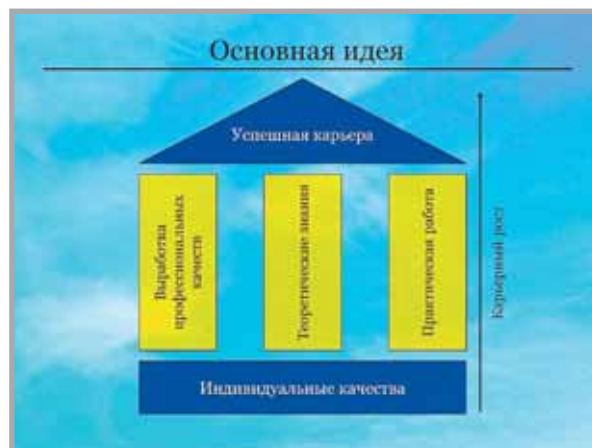 Основная идея
Успешная карьера
Выработка
профессиональных
качеств
Теоретические знания
Практическая работа
Карьерный рост
Индивидуальные качества